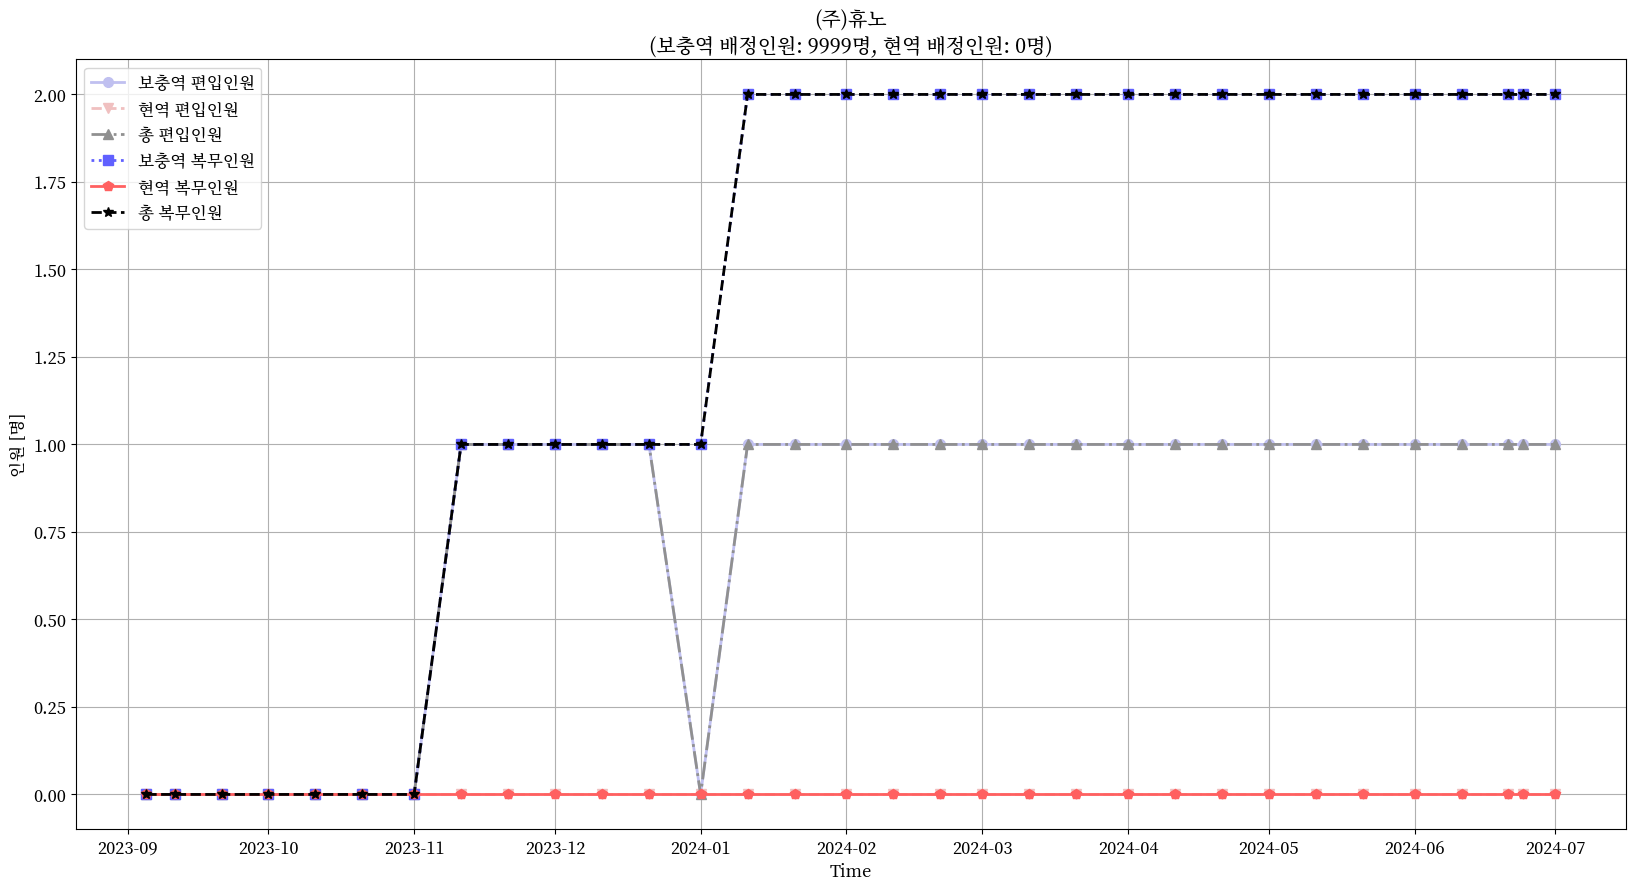 (주)휴노
(보충역 배정인원: 9999명, 현역 배정인원: 0명)
보충역 편입인원
현역 편입인원
총 편입인원
보충역 복무인원
현역 복무인원
총 복무인원
인원 [명]
2.00
1.75
1.50
1.25
1.00
0.75
0.50
0.25
0.00
2023-09 2023-10 2023-11 2023-12 2024-01 2024-02 2024-03 2024-04 2024-05 2024-06 2024-07
Time